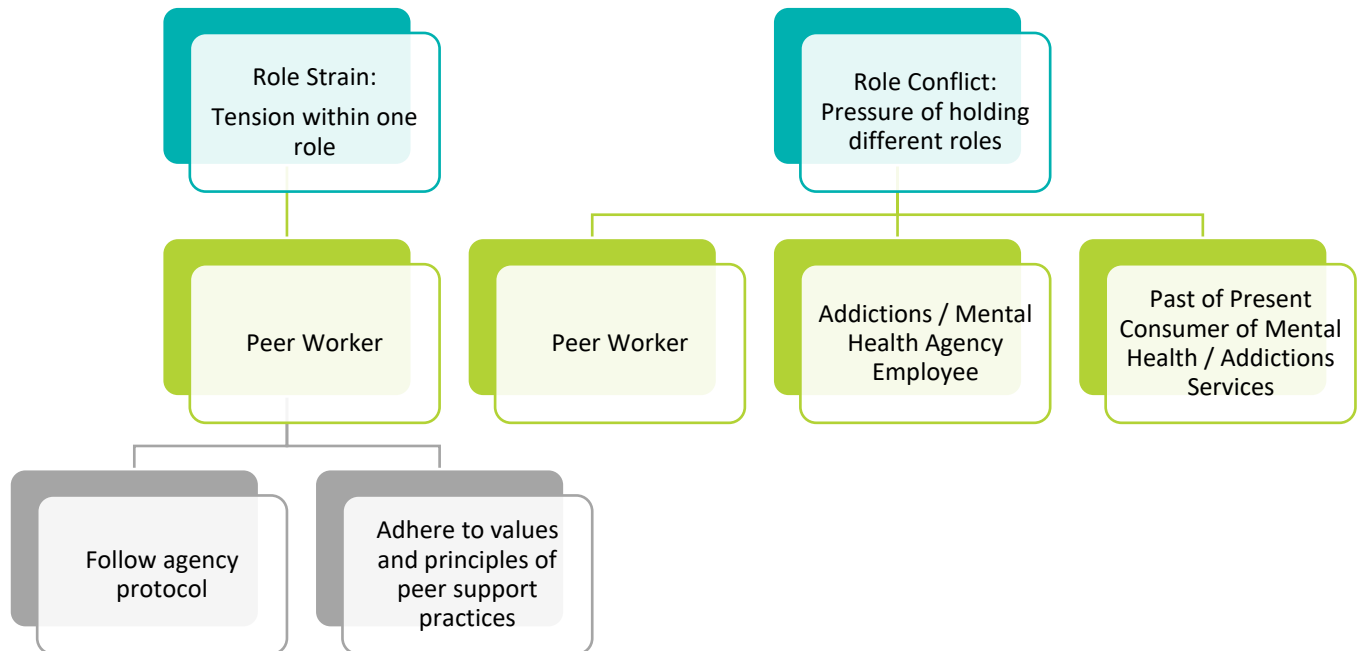 Role Strain:
Tension within one
role
Role Conflict:
Pressure of holding
different roles
Peer Worker
Peer Worker
Addictions / Mental
Health Agency
Employee
Past of Present
Consumer of Mental
Health / Addictions
Services
Follow agency
protocol
Adhere to values
and principles of
peer support
practices